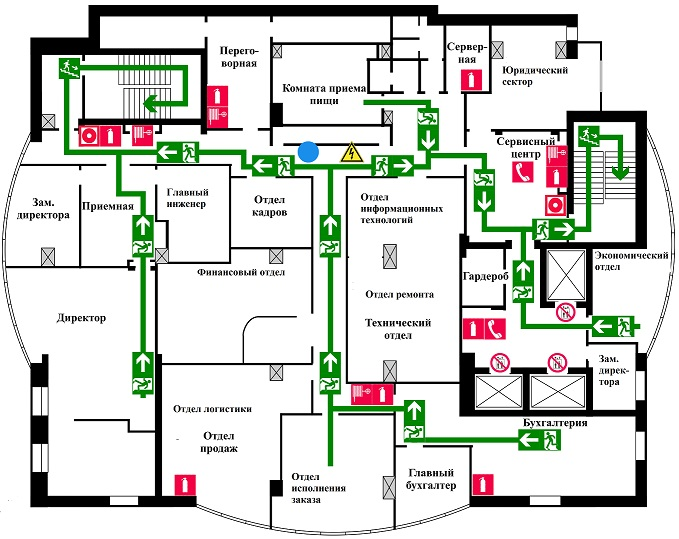 Перего-
ворная
Сервер-
ная
Юридический
сектор
Комната приема
пищи
Сервисный
центр
Зам.
директора
Приемная
Главный
инженер
Отдел
кадров
Отдел
информационных
технологий
Экономический
отдел
Финансовый отдел
Гардероб
Директор
Отдел ремонта
Технический
отдел
Зам.
дирек-
тора
Отдел логистики
Отдел
продаж
Бухгалтерия
Отдел
исполнения
заказа
Главный
бухгалтер